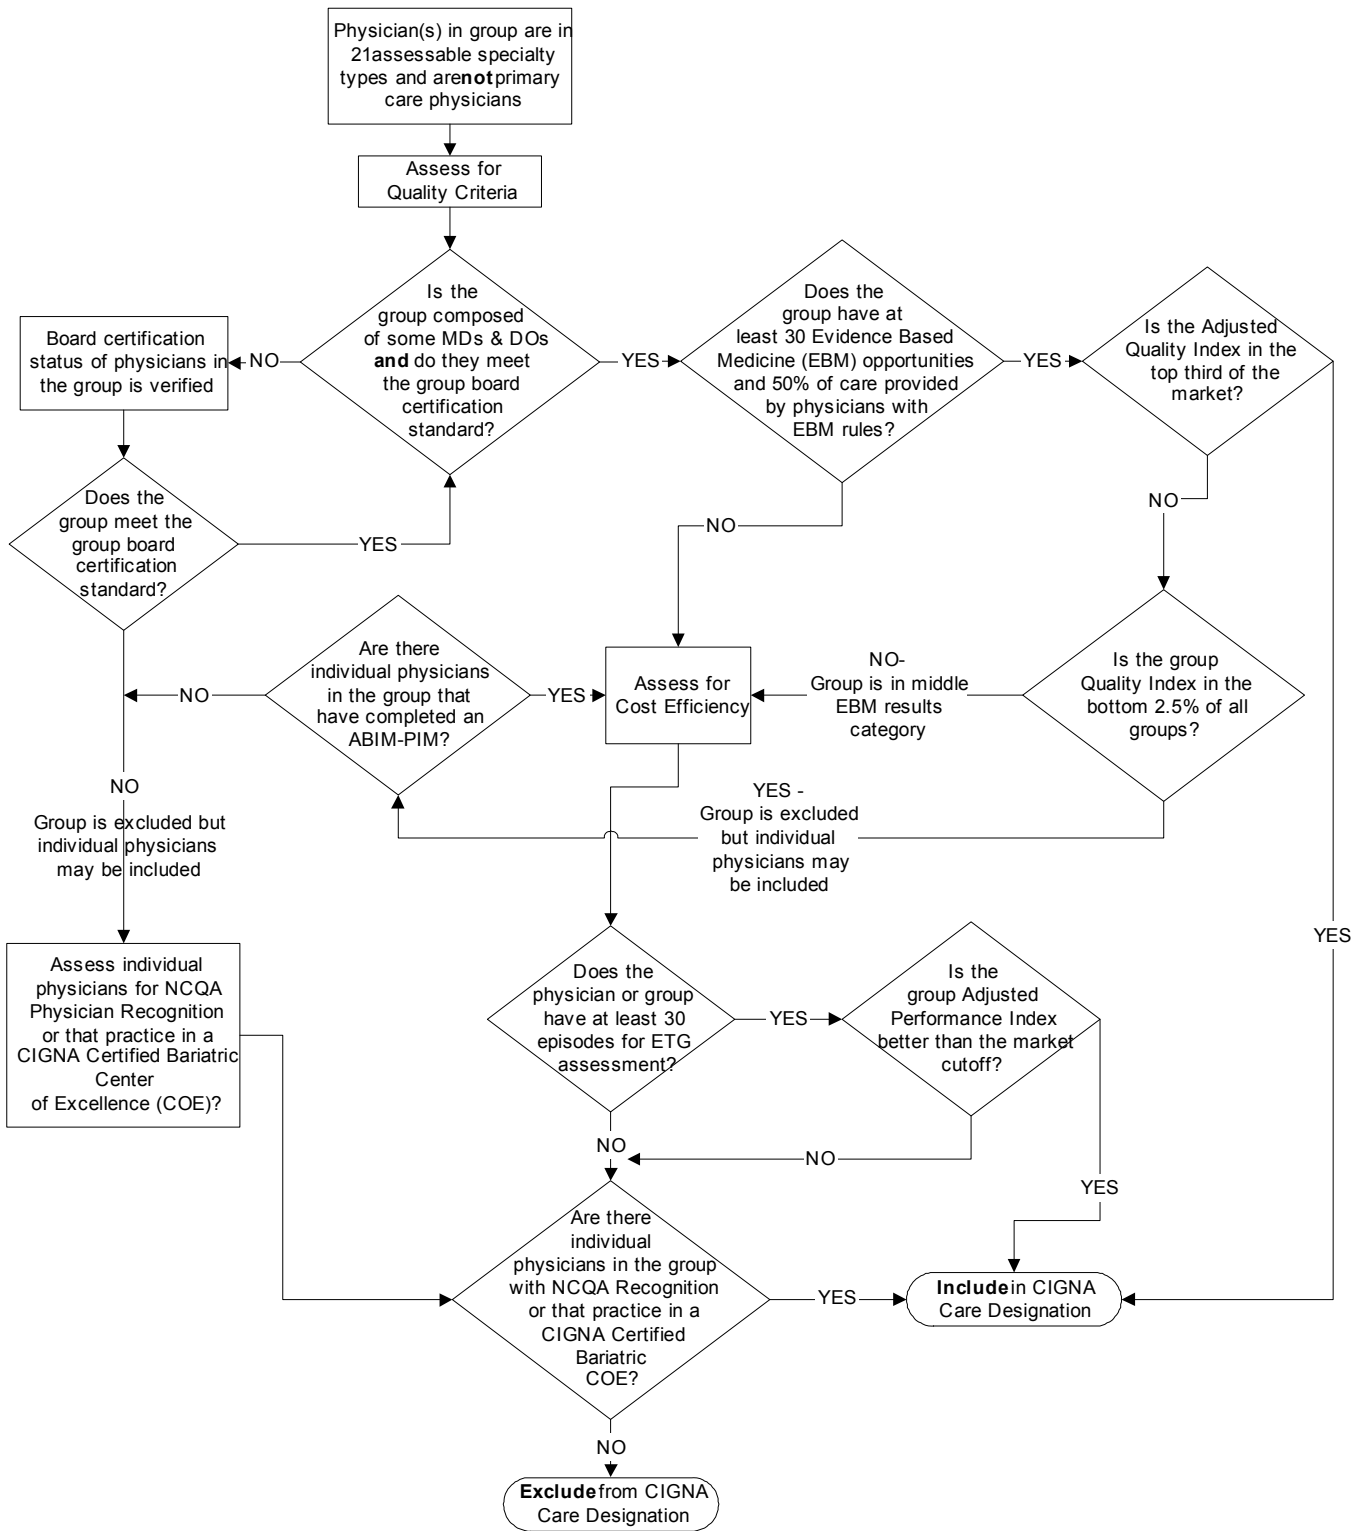 Physician(s) in group are in
21assessable specialty
types and arenotprimary
care physicians
Assess for
Quality Criteria
Is the
group composed
of some MDs & DOs
and do they meet
the group board
certification
standard?
NO
YES
Board certification
status of physicians in
the group is verified
Does the
group meet the
group board
certification
standard?
YES
Does the
group have at
least 30 Evidence Based
Medicine (EBM) opportunities
and 50% of care provided
by physicians with
EBM rules?
YES
NO
Is the Adjusted
Quality Index in the
top third of the
market?
NO
YES
Are there
individual physicians
in the group that
have completed an
ABIM-PIM?
NO
YES
Assess for
Cost Efficiency
NO-
Group is in middle
EBM results
category
Is the group
Quality Index in the
bottom 2.5% of all
groups?
YES -
Group is excluded
but individual
physicians may
be included
NO
Group is excluded but
individual physicians
may be included
Assess individual
physicians for NCQA
Physician Recognition
or that practice in a
CIGNA Certified Bariatric
Center
of Excellence (COE)?
Does the
physician or group
have at least 30
episodes for ETG
assessment?
YES
NO
Is the
group Adjusted
Performance Index
better than the market
cutoff?
NO
YES
Are there
individual
physicians in the group
with NCQA Recognition
or that practice in a
CIGNA Certified
Bariatric
COE?
YES
Includein CIGNA
Care Designation
NO
Excludefrom CIGNA
Care Designation